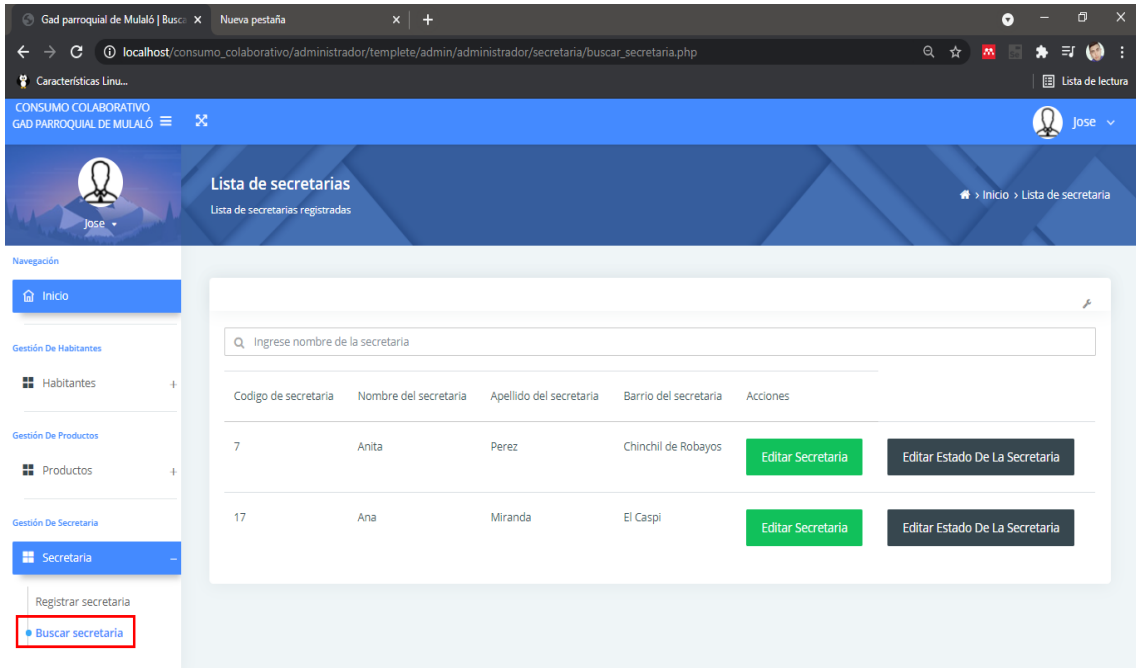 Gad parroquial de Mulaló | Busca
Nueva pestaña
localhost/consumo_colaborativo/administrador/templete/admin/administrador/secretaria/buscar_secretaria.php
Características Linu...
Lista de lectura
CONSUMO COLABORATIVO
GAD PARROQUIAL DE MULALÓ
Jose
Jose
Lista de secretarias
Lista de secretarias registradas
> Inicio > Lista de secretaria
Navegación
Inicio
Gestión De Habitantes
Habitantes +
Gestión De Productos
Productos +
Gestión De Secretaria
Secretaria –
Registrar secretaria
Buscar secretaria
Ingrese nombre de la secretaria
Codigo de secretaria Nombre del secretaria Apellido del secretaria Barrio del secretaria Acciones
7 Anita Perez Chinchil de Robayos Editar Secretaria Editar Estado De La Secretaria
17 Ana Miranda El Caspi Editar Secretaria Editar Estado De La Secretaria